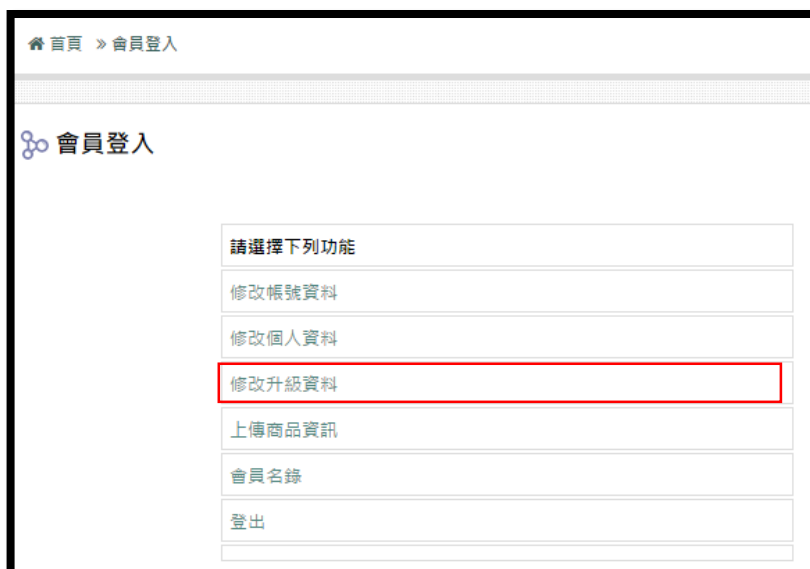 首頁 » 會員登入
會員登入
請選擇下列功能
修改帳號資料
修改個人資料
修改升級資料
上傳商品資訊
會員名錄
登出